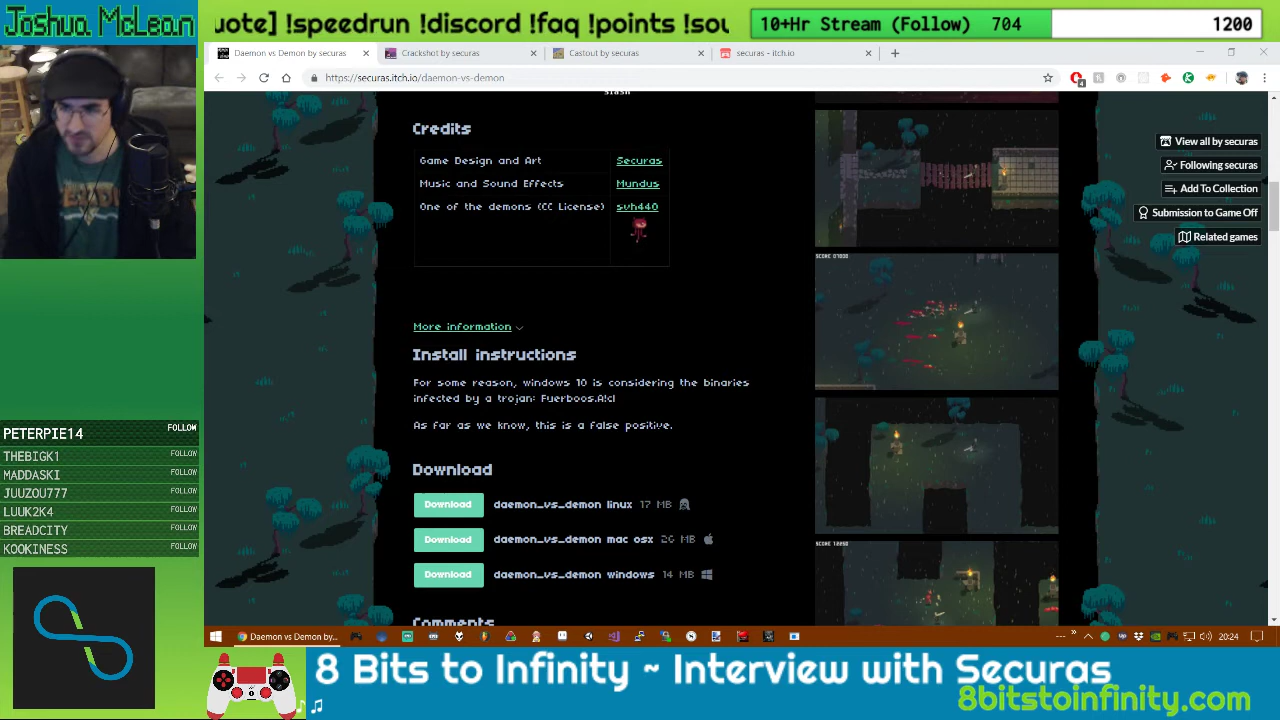 Joshua McLean
uote] !speedrun !discord !faq !points !sou
10+Hr Stream (Follow) 704
1200
Daemon vs Demon by securas
Crackshot by securas
Castout by securas
securas - itch.io
https://securas.itch.io/daemon-vs-demon
4
slash
Credits
Game Design and Art Securas
Music and Sound Effects Mundus
One of the demons (CC License) svh440
More information
Install instructions
For some reason, windows 10 is considering the binaries
infected by a trojan: Fuerboos.A!cl
As far as we know, this is a false positive.
Download
Download daemon_vs_demon linux 17 MB
Download daemon_vs_demon mac osx 26 MB
Download daemon_vs_demon windows 14 MB
Comments
View all by securas
Following securas
Add To Collection
Submission to Game Off
Related games
PETERPIE14 FOLLOW
THEBIGK1 FOLLOW
MADDASKI FOLLOW
JUUZOU777 FOLLOW
LUUK2K4 FOLLOW
BREADCITY FOLLOW
KOOKINESS FOLLOW
Daemon vs Demon by...
20:24
8 Bits to Infinity ~ Interview with Securas
8bitstoinfinity.com